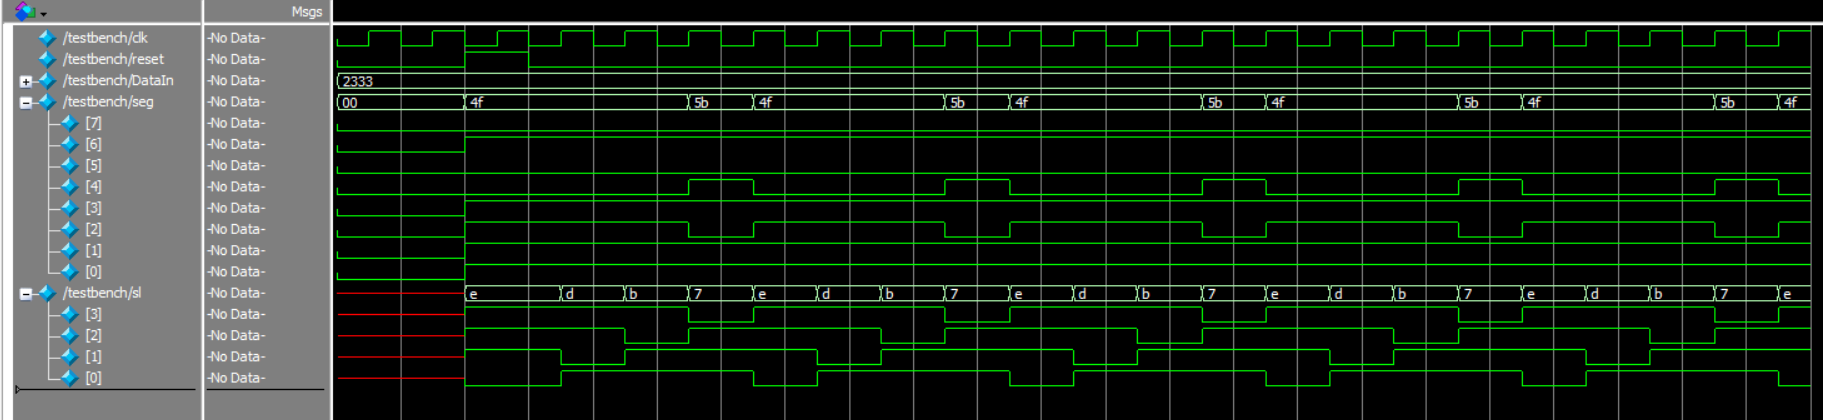 Msgs
/testbench/clk -No Data-
/testbench/reset -No Data-
/testbench/DataIn -No Data- 2333
/testbench/seg -No Data- 00 4f 5b 4f 5b 4f 5b 4f 5b 4f 5b 4f
[7] -No Data-
[6] -No Data-
[5] -No Data-
[4] -No Data-
[3] -No Data-
[2] -No Data-
[1] -No Data-
[0] -No Data-
/testbench/sl -No Data- e d b 7 e d b 7 e d b 7 e d b 7 e d b 7 e
[3] -No Data-
[2] -No Data-
[1] -No Data-
[0] -No Data-